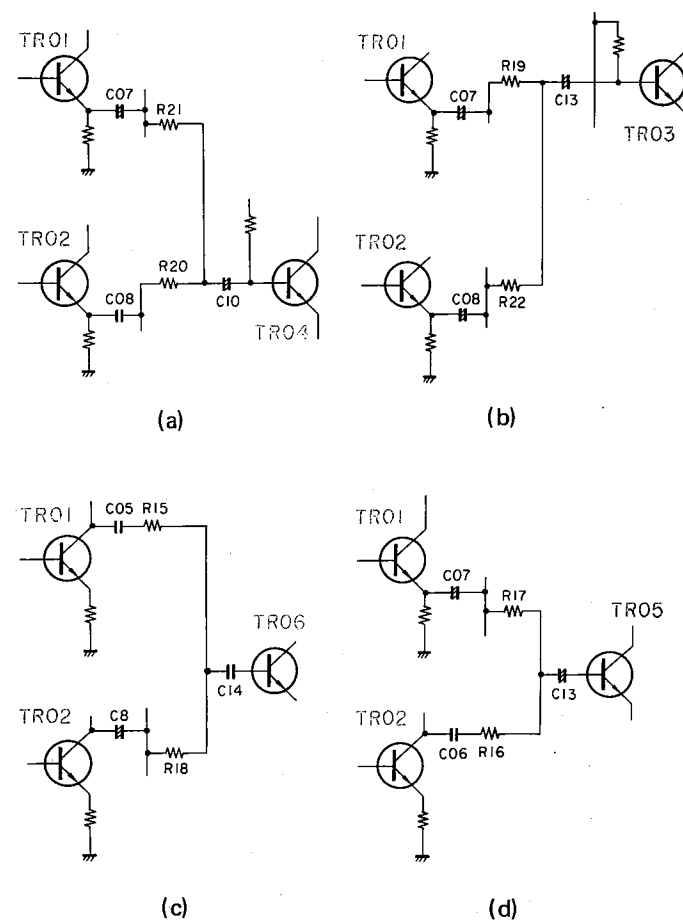 TR01
C07
R21
TR02
R20
C08
C10
TR04
(a)
TR01
R19
C07
C13
TR03
TR02
C08
R22
(b)
TR01
C05
R15
TR06
C14
TR02
C8
R18
(c)
TR01
C07
R17
TR05
C13
TR02
C06
R16
(d)